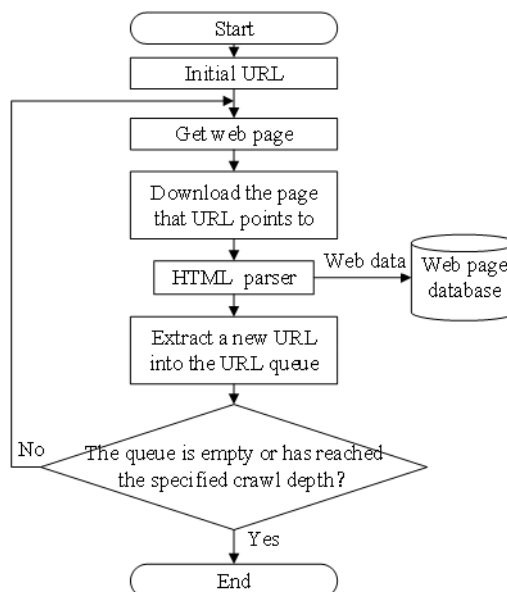 Start
Initial URL
Get web page
Download the page
that URL points to
HTML parser
Web data
Web page
database
Extract a new URL
into the URL queue
No
The queue is empty or has reached
the specified crawl depth?
Yes
End